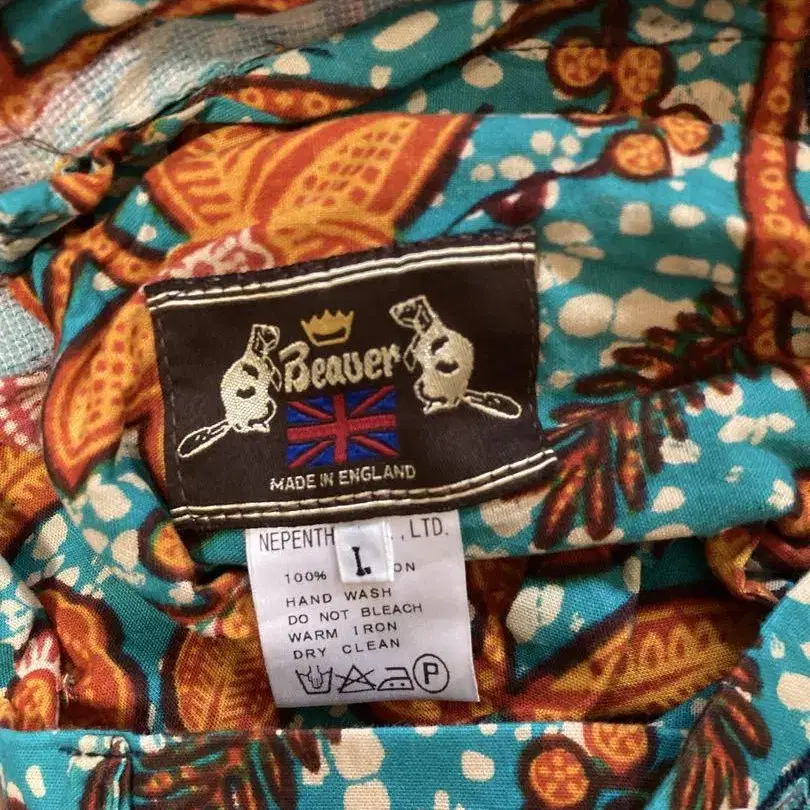 Beaver
MADE IN ENGLAND
NEPENTH , LTD.
L
100% ON
HAND WASH
DO NOT BLEACH
WARM IRON
DRY CLEAN
P